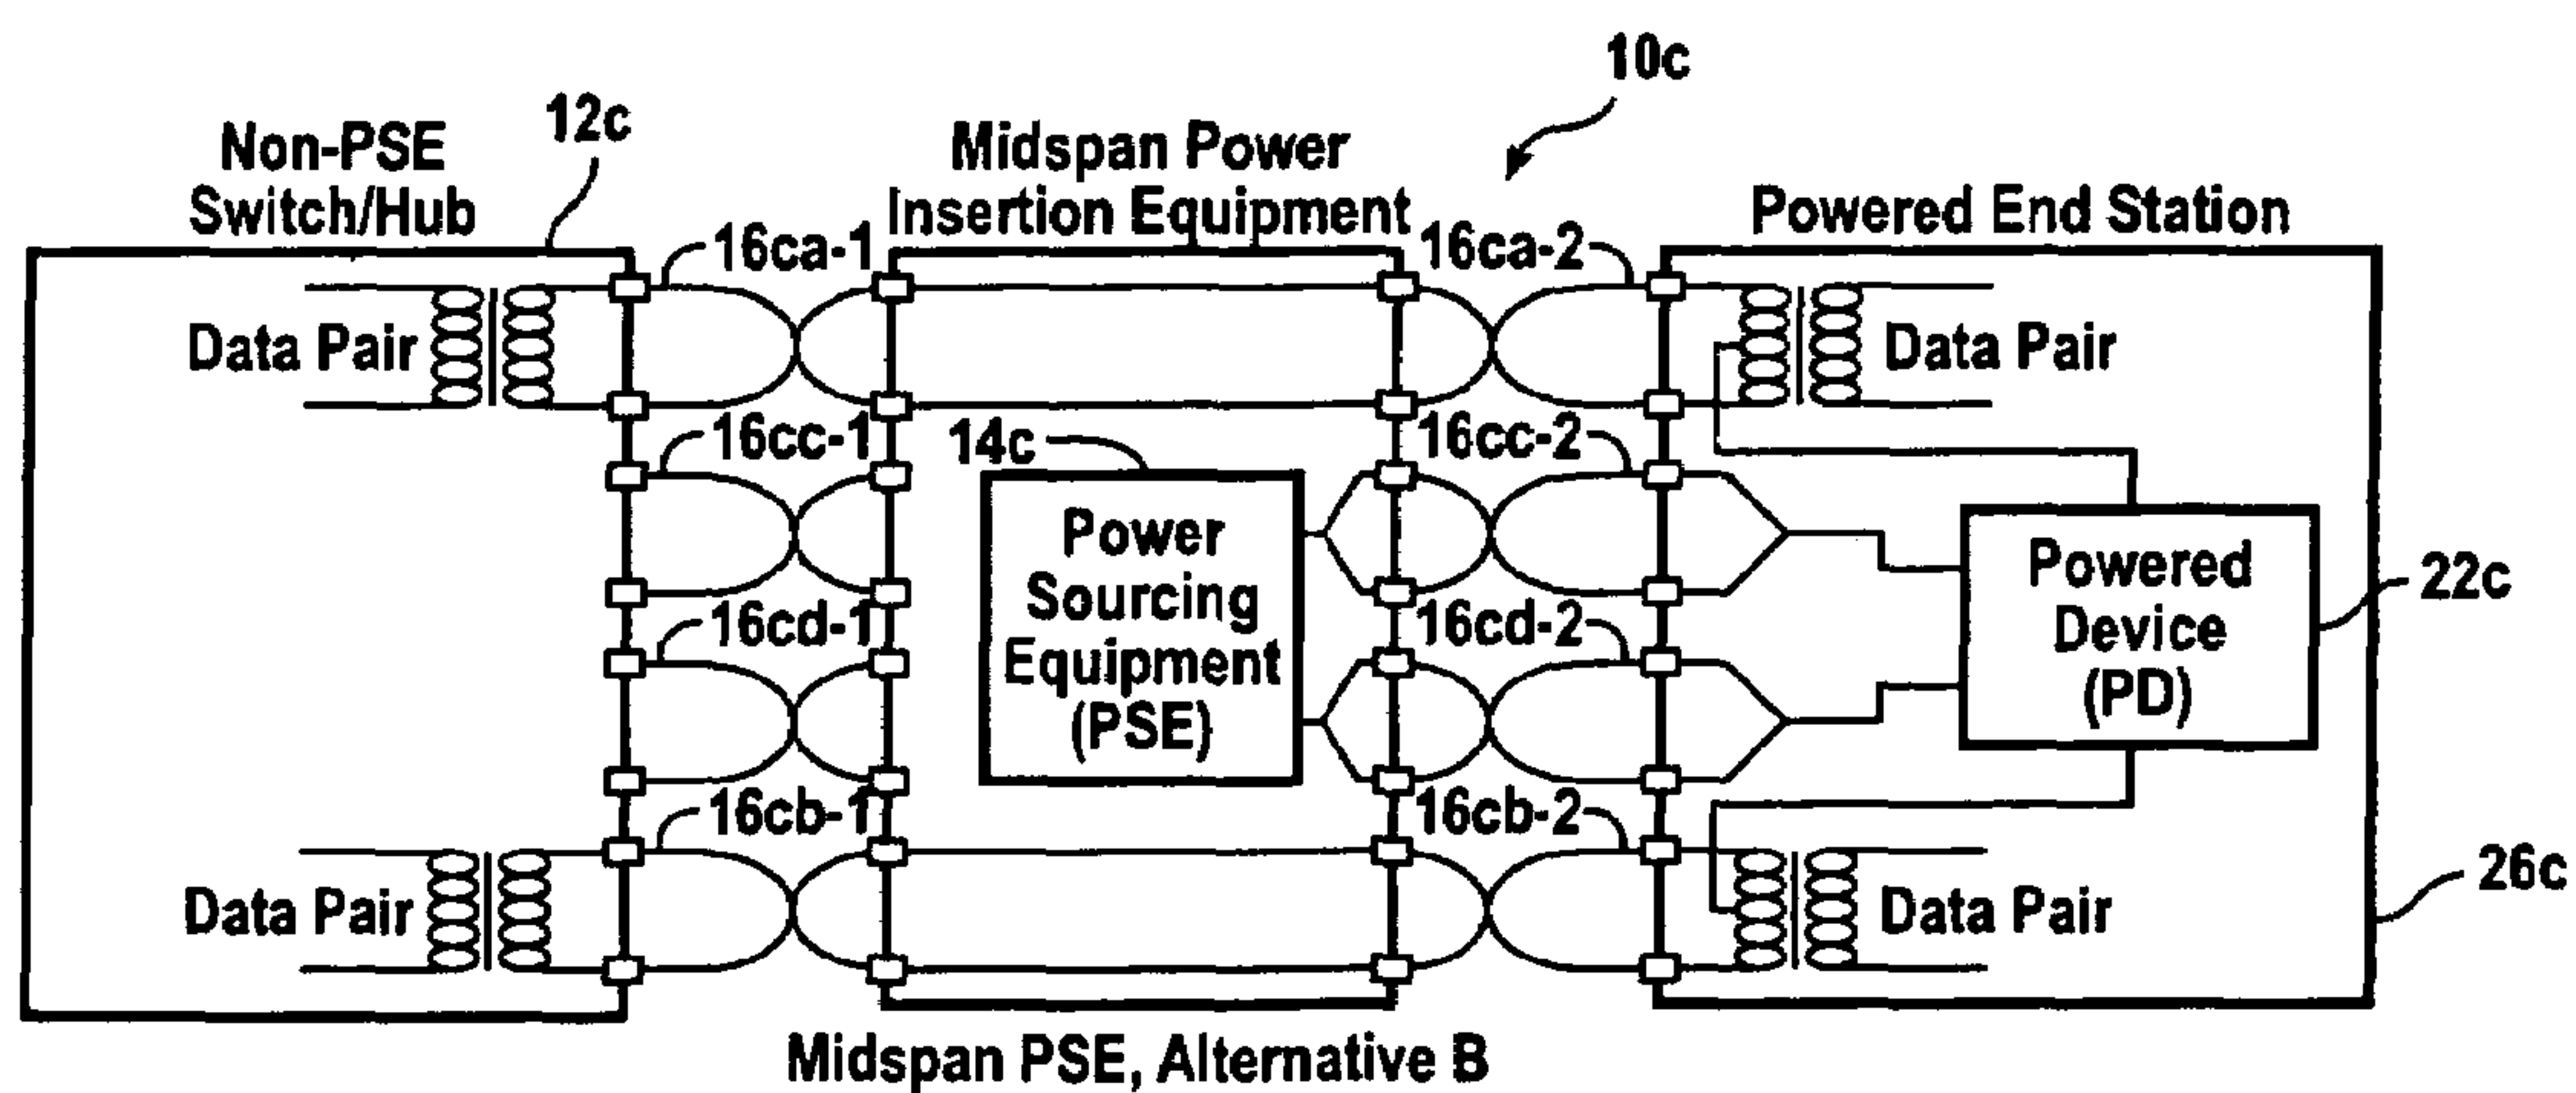 10c
12c
Non-PSE
Switch/Hub
Midspan Power
Insertion Equipment
Powered End Station
16ca-1
16ca-2
Data Pair
Data Pair
16cc-1
14c
16cc-2
Power
Sourcing
Equipment
(PSE)
Powered
Device
(PD)
22c
16cd-1
16cd-2
16cb-1
16cb-2
26c
Data Pair
Data Pair
Midspan PSE, Alternative B